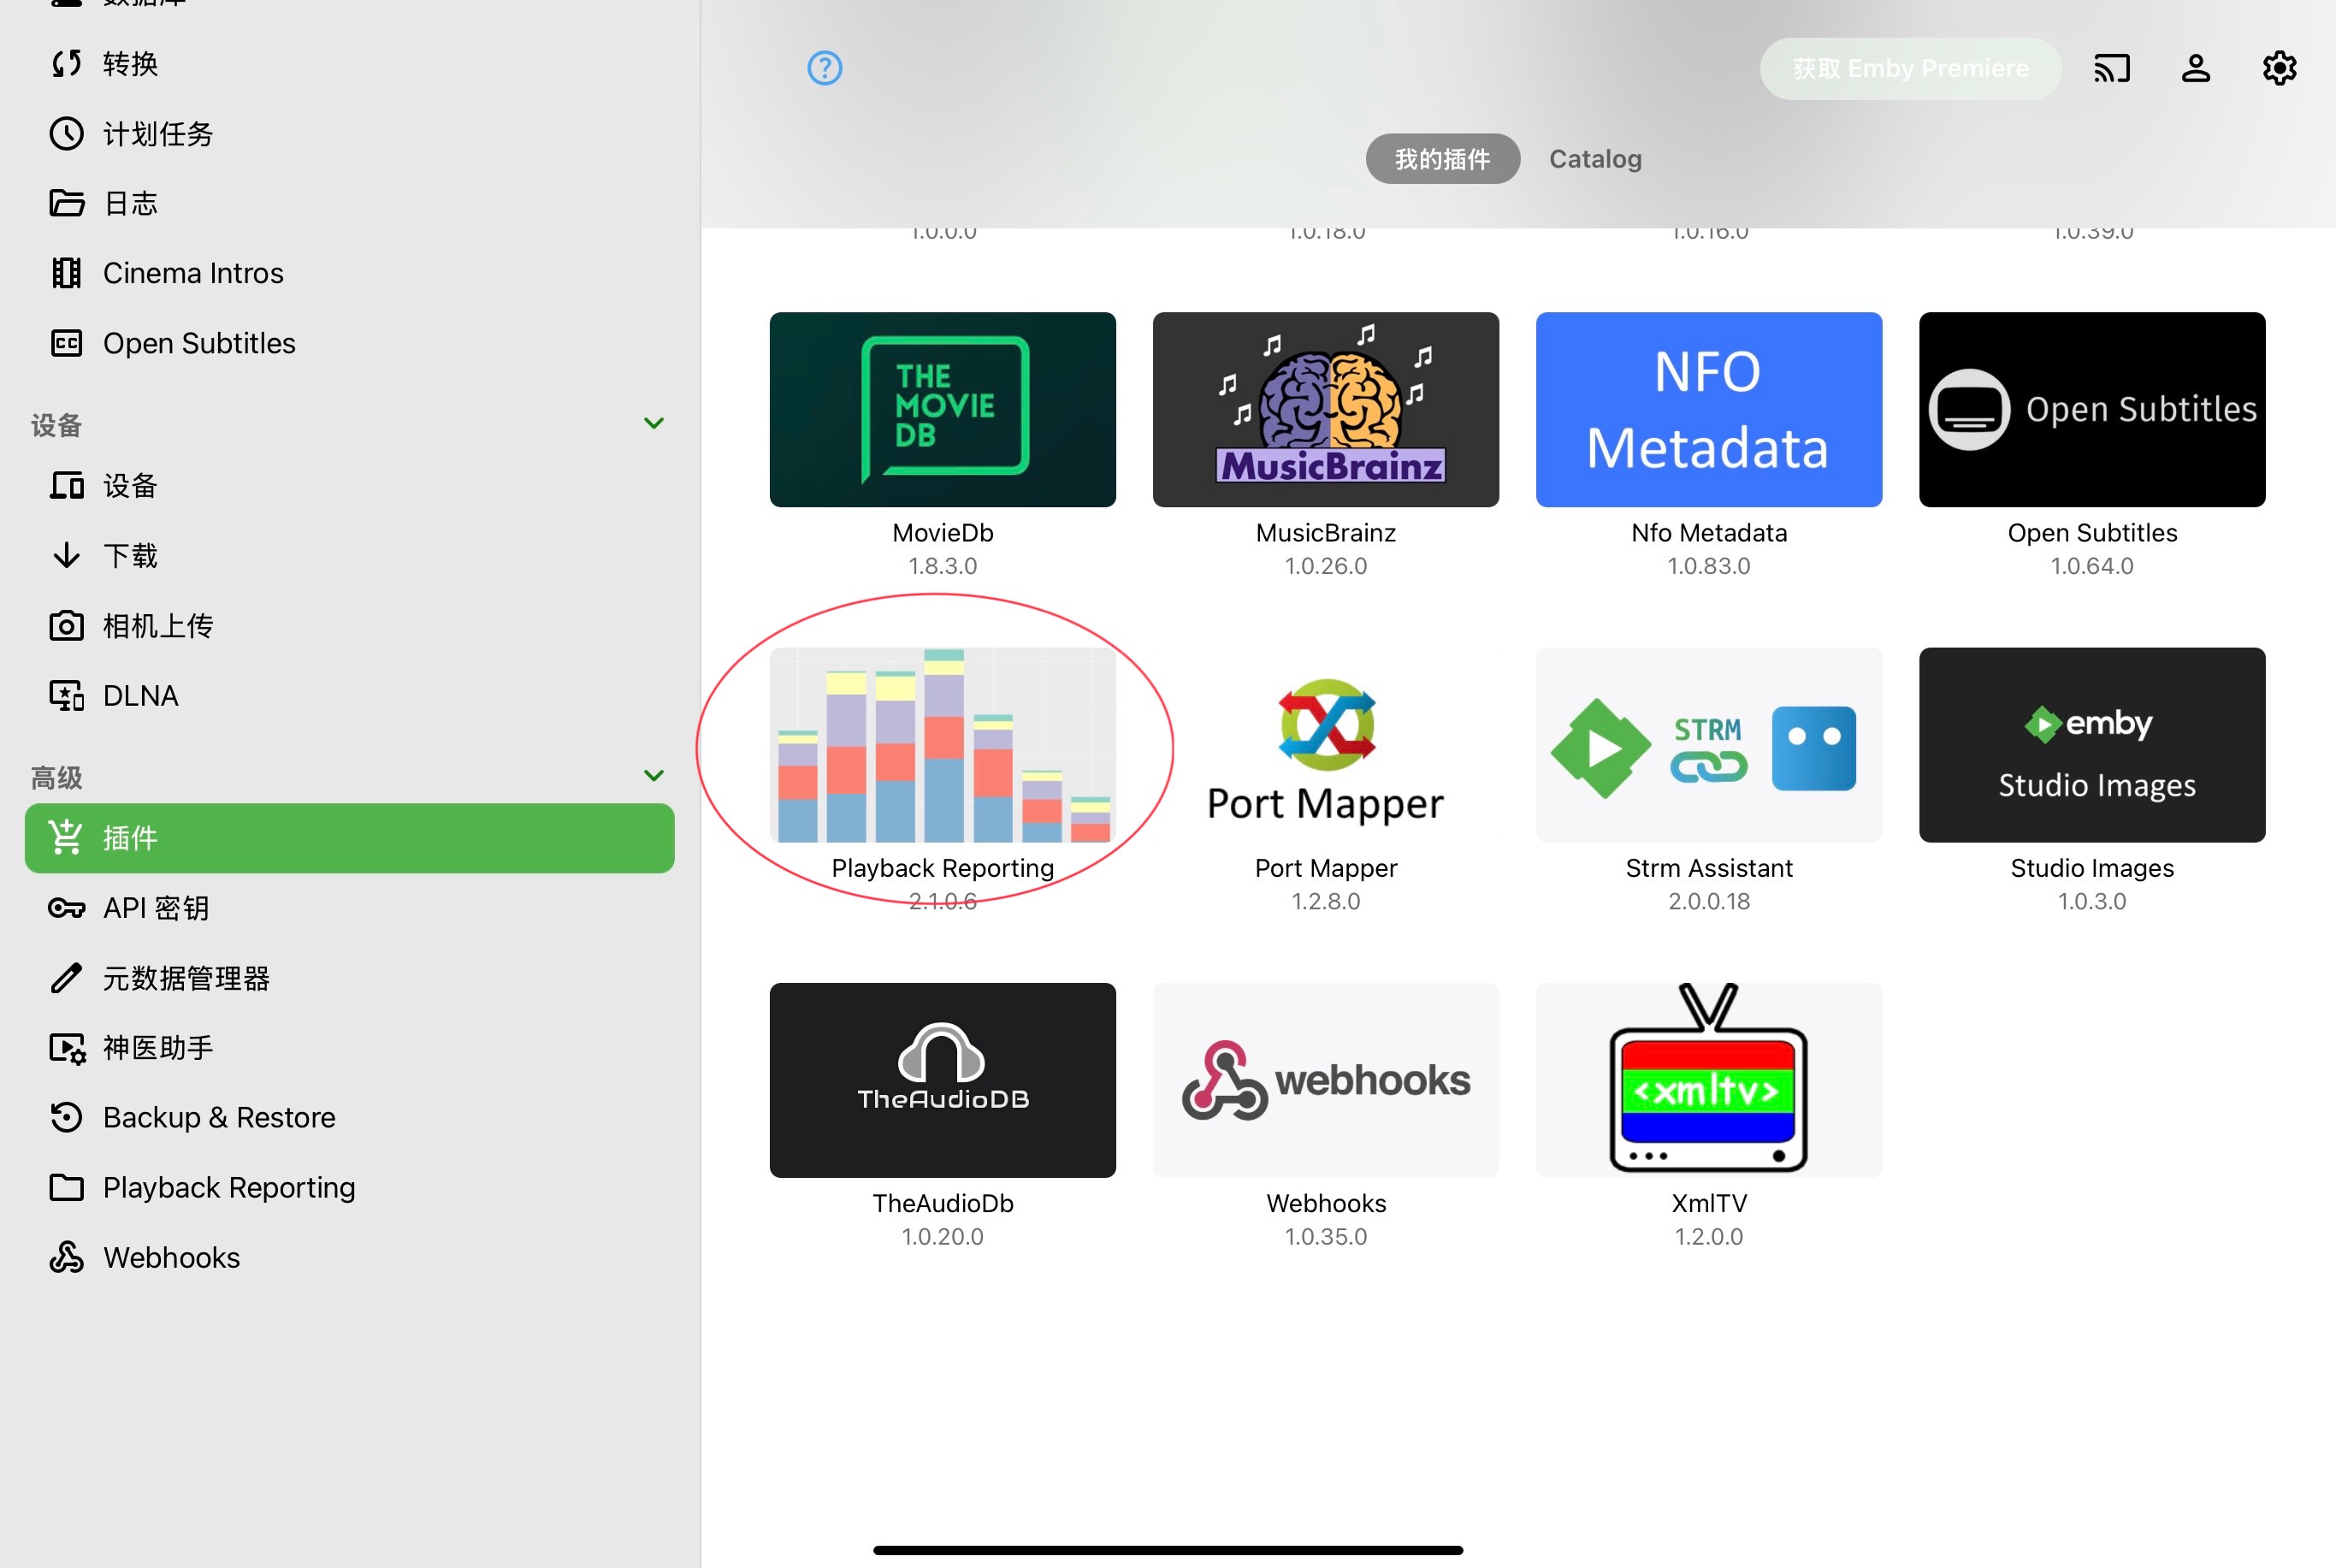 数据库
转换
计划任务
日志
Cinema Intros
Open Subtitles
设备
设备
下载
相机上传
DLNA
高级
插件
API 密钥
元数据管理器
神医助手
Backup & Restore
Playback Reporting
Webhooks
获取 Emby Premiere
我的插件 Catalog
1.0.0.0 1.0.18.0 1.0.16.0 1.0.39.0
THE
MOVIE
DB
MusicBrainz
NFO
Metadata
Open Subtitles
MovieDb MusicBrainz Nfo Metadata Open Subtitles
1.8.3.0 1.0.26.0 1.0.83.0 1.0.64.0
Port Mapper
STRM
emby
Studio Images
Playback Reporting Port Mapper Strm Assistant Studio Images
2.1.0.6 1.2.8.0 2.0.0.18 1.0.3.0
TheAudioDB
webhooks
<xmltv>
TheAudioDb Webhooks XmlTV
1.0.20.0 1.0.35.0 1.2.0.0